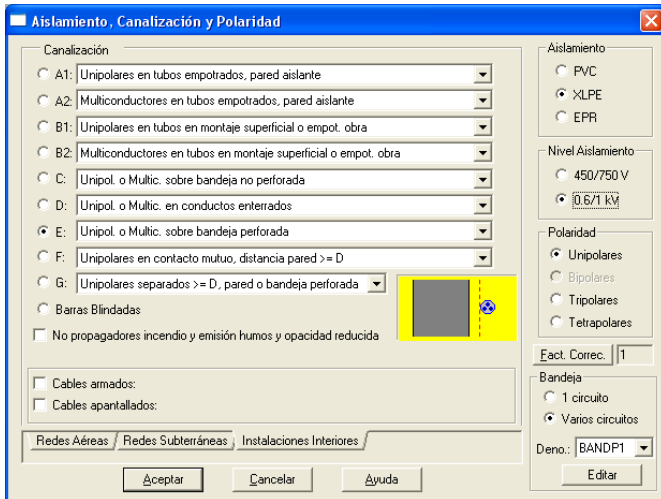 Aislamiento, Canalización y Polaridad
Canalización
A1: Unipolares en tubos empotrados, pared aislante
A2: Multiconductores en tubos empotrados, pared aislante
B1: Unipolares en tubos en montaje superficial o empot. obra
B2: Multiconductores en tubos en montaje superficial o empot. obra
C: Unipol. o Multic. sobre bandeja no perforada
D: Unipol. o Multic. en conductos enterrados
E: Unipol. o Multic. sobre bandeja perforada
F: Unipolares en contacto mutuo, distancia pared >= D
G: Unipolares separados >= D, pared o bandeja perforada
Barras Blindadas
No propagadores incendio y emisión humos y opacidad reducida
Cables armados:
Cables apantallados:
Redes Aéreas / Redes Subterráneas / Instalaciones Interiores
Aceptar Cancelar Ayuda
Aislamiento
PVC
XLPE
EPR
Nivel Aislamiento
450/750 V
0.6/1 kV
Polaridad
Unipolares
Bipolares
Tripolares
Tetrapolares
Fact. Correc. 1
Bandeja
1 circuito
Varios circuitos
Deno.: BANDP1
Editar